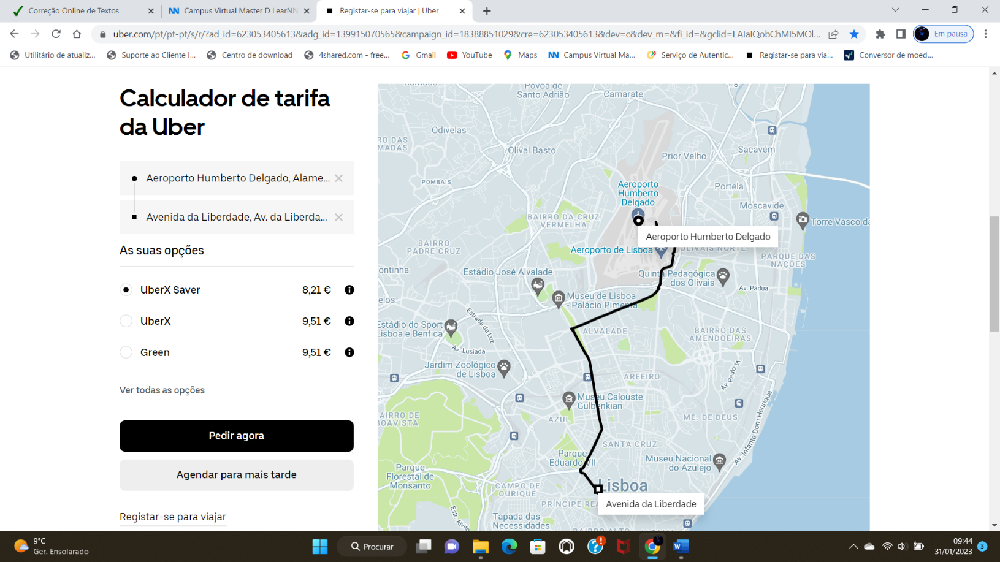 Correção Online de Textos
Campus Virtual Master D LearNN
Registar-se para viajar | Uber
uber.com/pt/pt-pt/s/r/?ad_id=623053405613&adg_id=139915070565&campaign_id=18388851029&cre=623053405613&dev=c&dev_m=&fi_id=&gclid=EAIaIQobChMI5MOl...
Em pausa
Utilitário de atualiz...
Suporte ao Cliente I...
Centro de download
4shared.com - free...
Gmail
YouTube
Maps
Campus Virtual Ma...
Serviço de Autentic...
Registar-se para via...
Conversor de moed...
Calculador de tarifa
da Uber
Aeroporto Humberto Delgado, Alame...
Avenida da Liberdade, Av. da Liberda...
As suas opções
UberX Saver 8,21 €
UberX 9,51 €
Green 9,51 €
Ver todas as opções
Pedir agora
Agendar para mais tarde
Registar-se para viajar
Póvoa de
Santo Adrião
Camarate
Odivelas
RO DAS
MADAS
Olival Basto
Prior Velho
Sacavém
POMBAIS
Aeroporto
Humberto
Delgado
Portela
Moscavide
BAIRRO DA CRUZ
VERMELHA
Torre Vasco da
Aeroporto Humberto Delgado
BAIRRO
PADRE CRUZ
Aeroporto de Lisboa
OLIVAIS NORTE
PARQUE DAS
NAÇÕES
ontinha
Estádio José Alvalade
Quinta Pedagógica
dos Olivais
Av. Pádua
elos
Museu de Lisboa
- Palácio Pimenta
Estrada da Luz
Estádio do Sport
Lisboa e Benfica
ALVALADE
BAIRRO DAS
AMENDOEIRAS
Av. Lusíada
Jardim Zoológico
de Lisboa
AREEIRO
Av. Paulo VI
Museu Calouste
Gulbenkian
BAIRRO DE
BOAVISTA
AZUL
ME. DE DEUS
Av. Infante Dom Henrique
SANTA CRUZ
Parque
Eduardo VII
Museu Nacional
do Azulejo
Parque
Florestal de
Monsanto
CAMPO DE
OURIQUE
Lisboa
PRÍNCIPE REA
Avenida da Liberdade
Tapada das
Necessidades
BAIRRO ALTO
9°C
Ger. Ensolarado
Procurar
09:44
31/01/2023
3